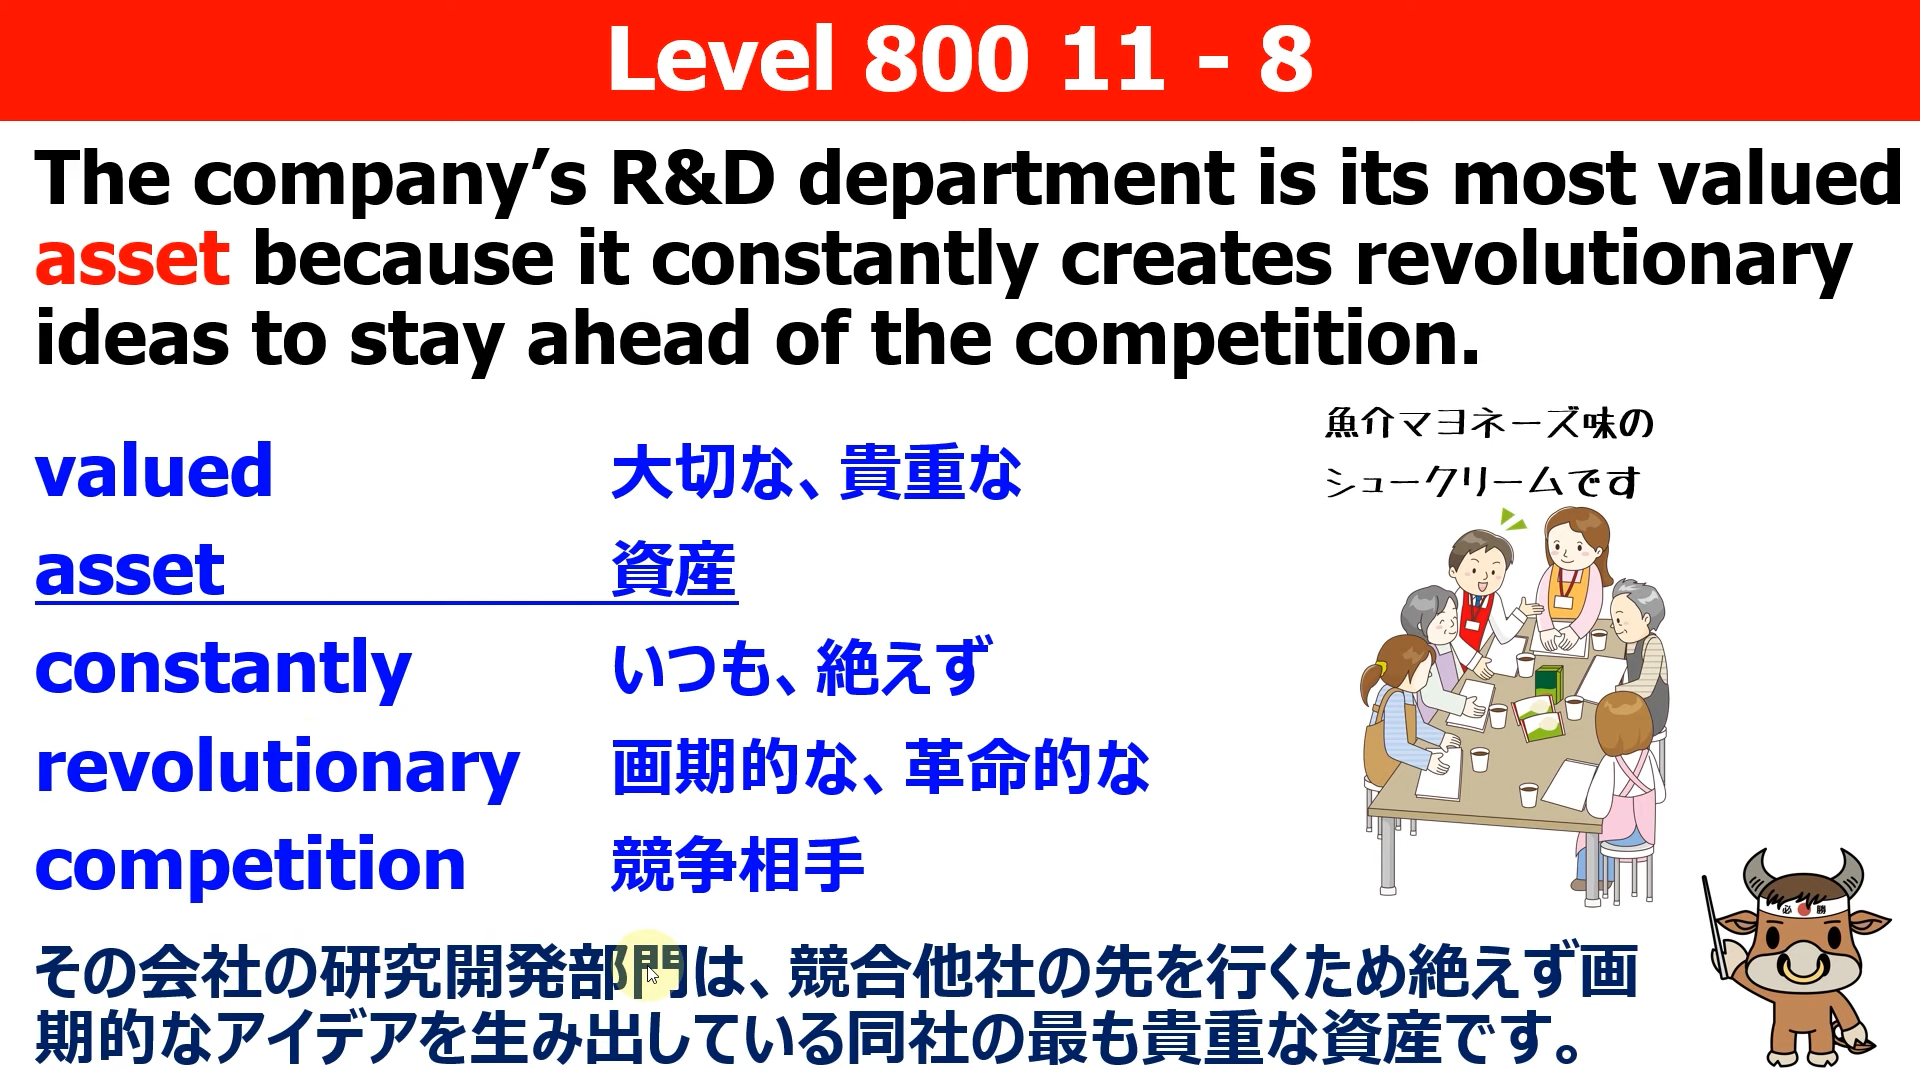 Level 800 11 - 8
The company’s R&D department is its most valued
asset because it constantly creates revolutionary
ideas to stay ahead of the competition.
魚介マヨネーズ味の
シュークリームです
valued 大切な、貴重な
asset 資産
constantly いつも、絶えず
revolutionary 画期的な、革命的な
competition 競争相手
必 勝
その会社の研究開発部門は、競合他社の先を行くため絶えず画
期的なアイデアを生み出している同社の最も貴重な資産です。